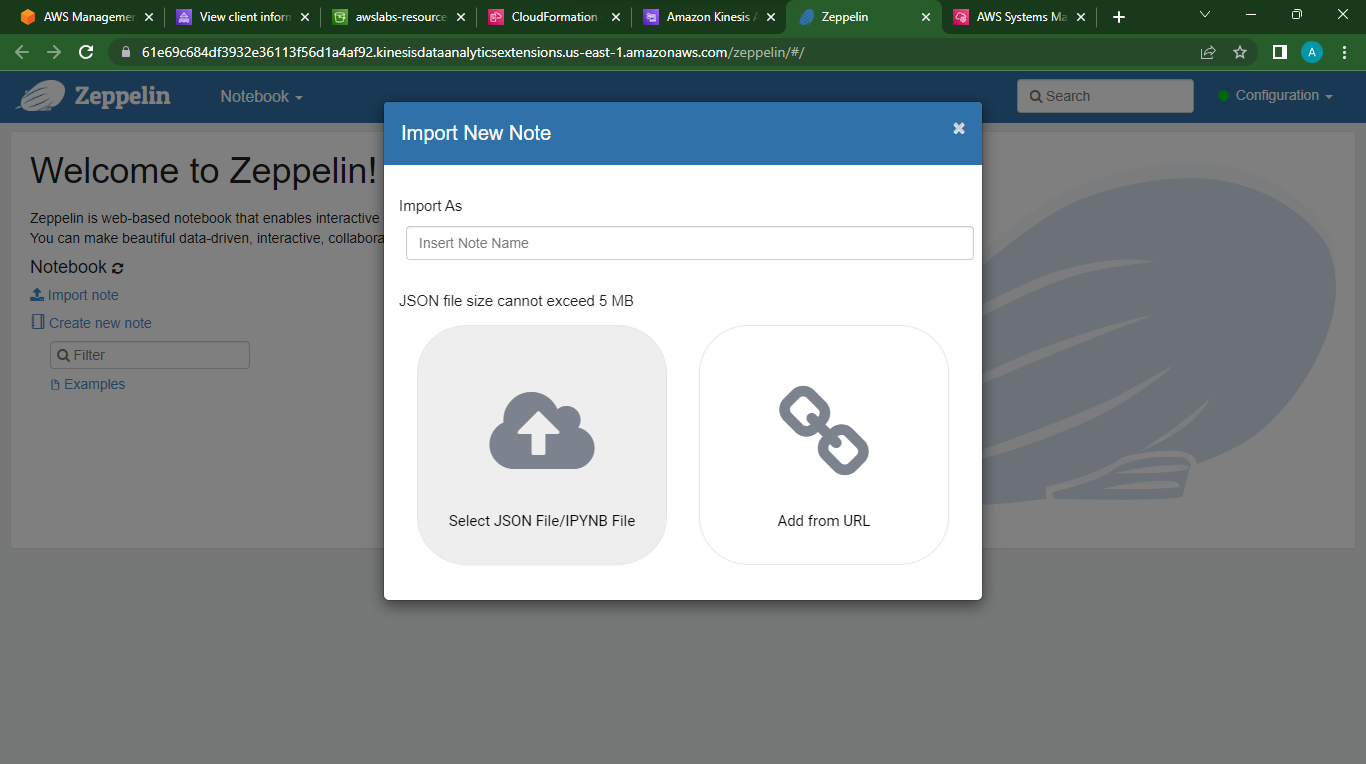 AWS Managemer
View client inforn
awslabs-resource
CloudFormation
Amazon Kinesis A
Zeppelin
AWS Systems Ma
61e69c684df3932e36113f56d1a4af92.kinesisdataanalyticsextensions.us-east-1.amazonaws.com/zeppelin/#/
A
Zeppelin
Notebook
Search
Configuration
Import New Note
Welcome to Zeppelin!
Zeppelin is web-based notebook that enables interactive
You can make beautiful data-driven, interactive, collabora
Notebook
Import note
Create new note
Filter
Examples
Import As
Insert Note Name
JSON file size cannot exceed 5 MB
Select JSON File/IPYNB File
Add from URL